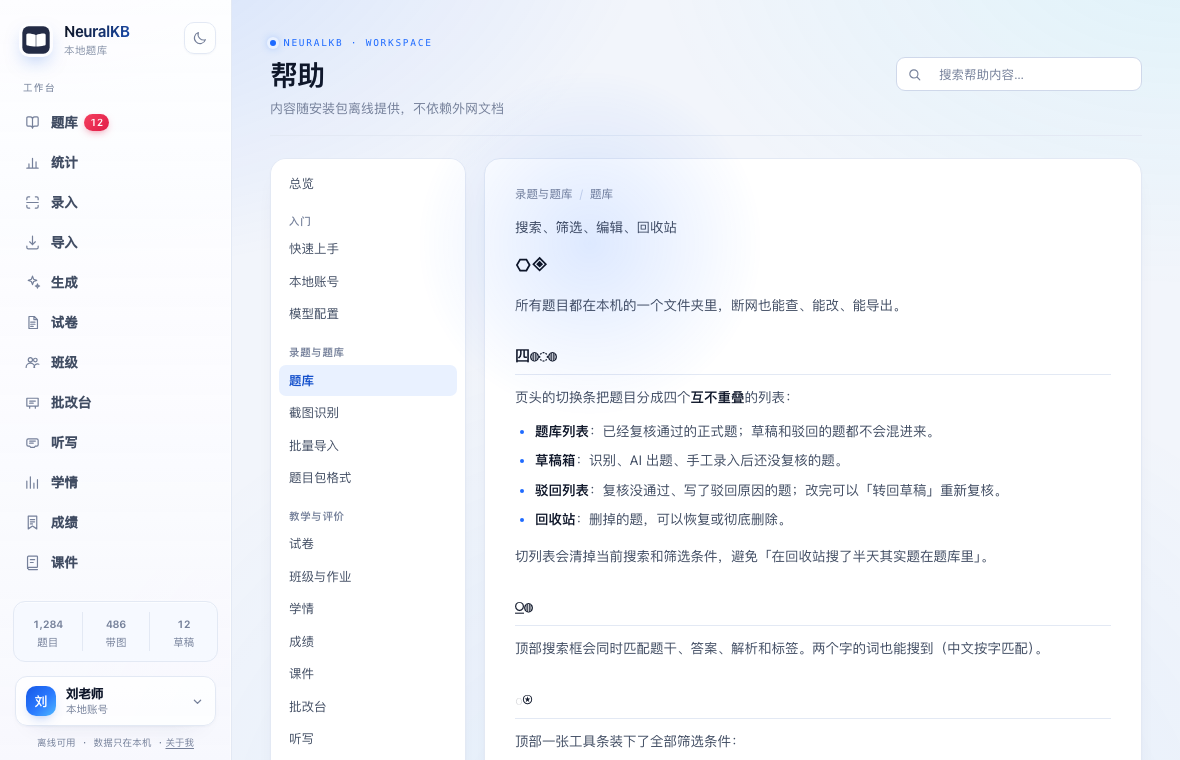 NeuralKB
本地题库
工作台
题库 12
统计
录入
导入
生成
试卷
班级
批改台
听写
学情
成绩
课件
1,284 486 12
题目 带图 草稿
刘 刘老师
本地账号
离线可用 · 数据只在本机 · 关于我
NEURALKB · WORKSPACE
帮助
内容随安装包离线提供，不依赖外网文档
搜索帮助内容...
总览
入门
快速上手
本地账号
模型配置
录题与题库
题库
截图识别
批量导入
题目包格式
教学与评价
试卷
班级与作业
学情
成绩
课件
批改台
听写
录题与题库 / 题库
搜索、筛选、编辑、回收站
所有题目都在本机的一个文件夹里，断网也能查、能改、能导出。
四
页头的切换条把题目分成四个互不重叠的列表：
题库列表：已经复核通过的正式题；草稿和驳回的题都不会混进来。
草稿箱：识别、AI 出题、手工录入后还没复核的题。
驳回列表：复核没通过、写了驳回原因的题；改完可以「转回草稿」重新复核。
回收站：删掉的题，可以恢复或彻底删除。
切列表会清掉当前搜索和筛选条件，避免「在回收站搜了半天其实题在题库里」。
顶部搜索框会同时匹配题干、答案、解析和标签。两个字的词也能搜到（中文按字匹配）。
顶部一张工具条装下了全部筛选条件：